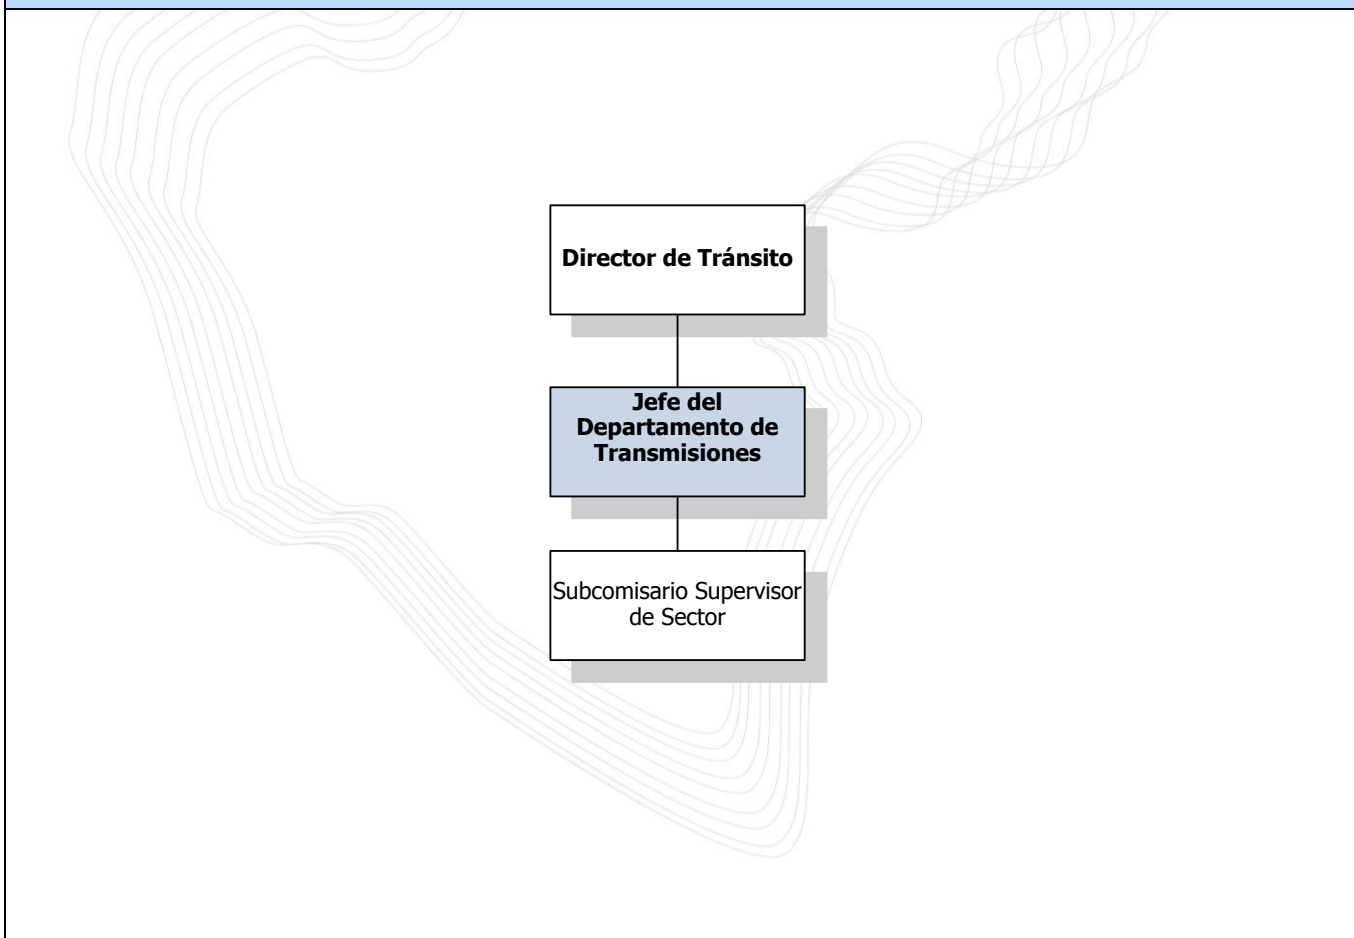 Director de Tránsito
Jefe del
Departamento de
Transmisiones
Subcomisario Supervisor
de Sector